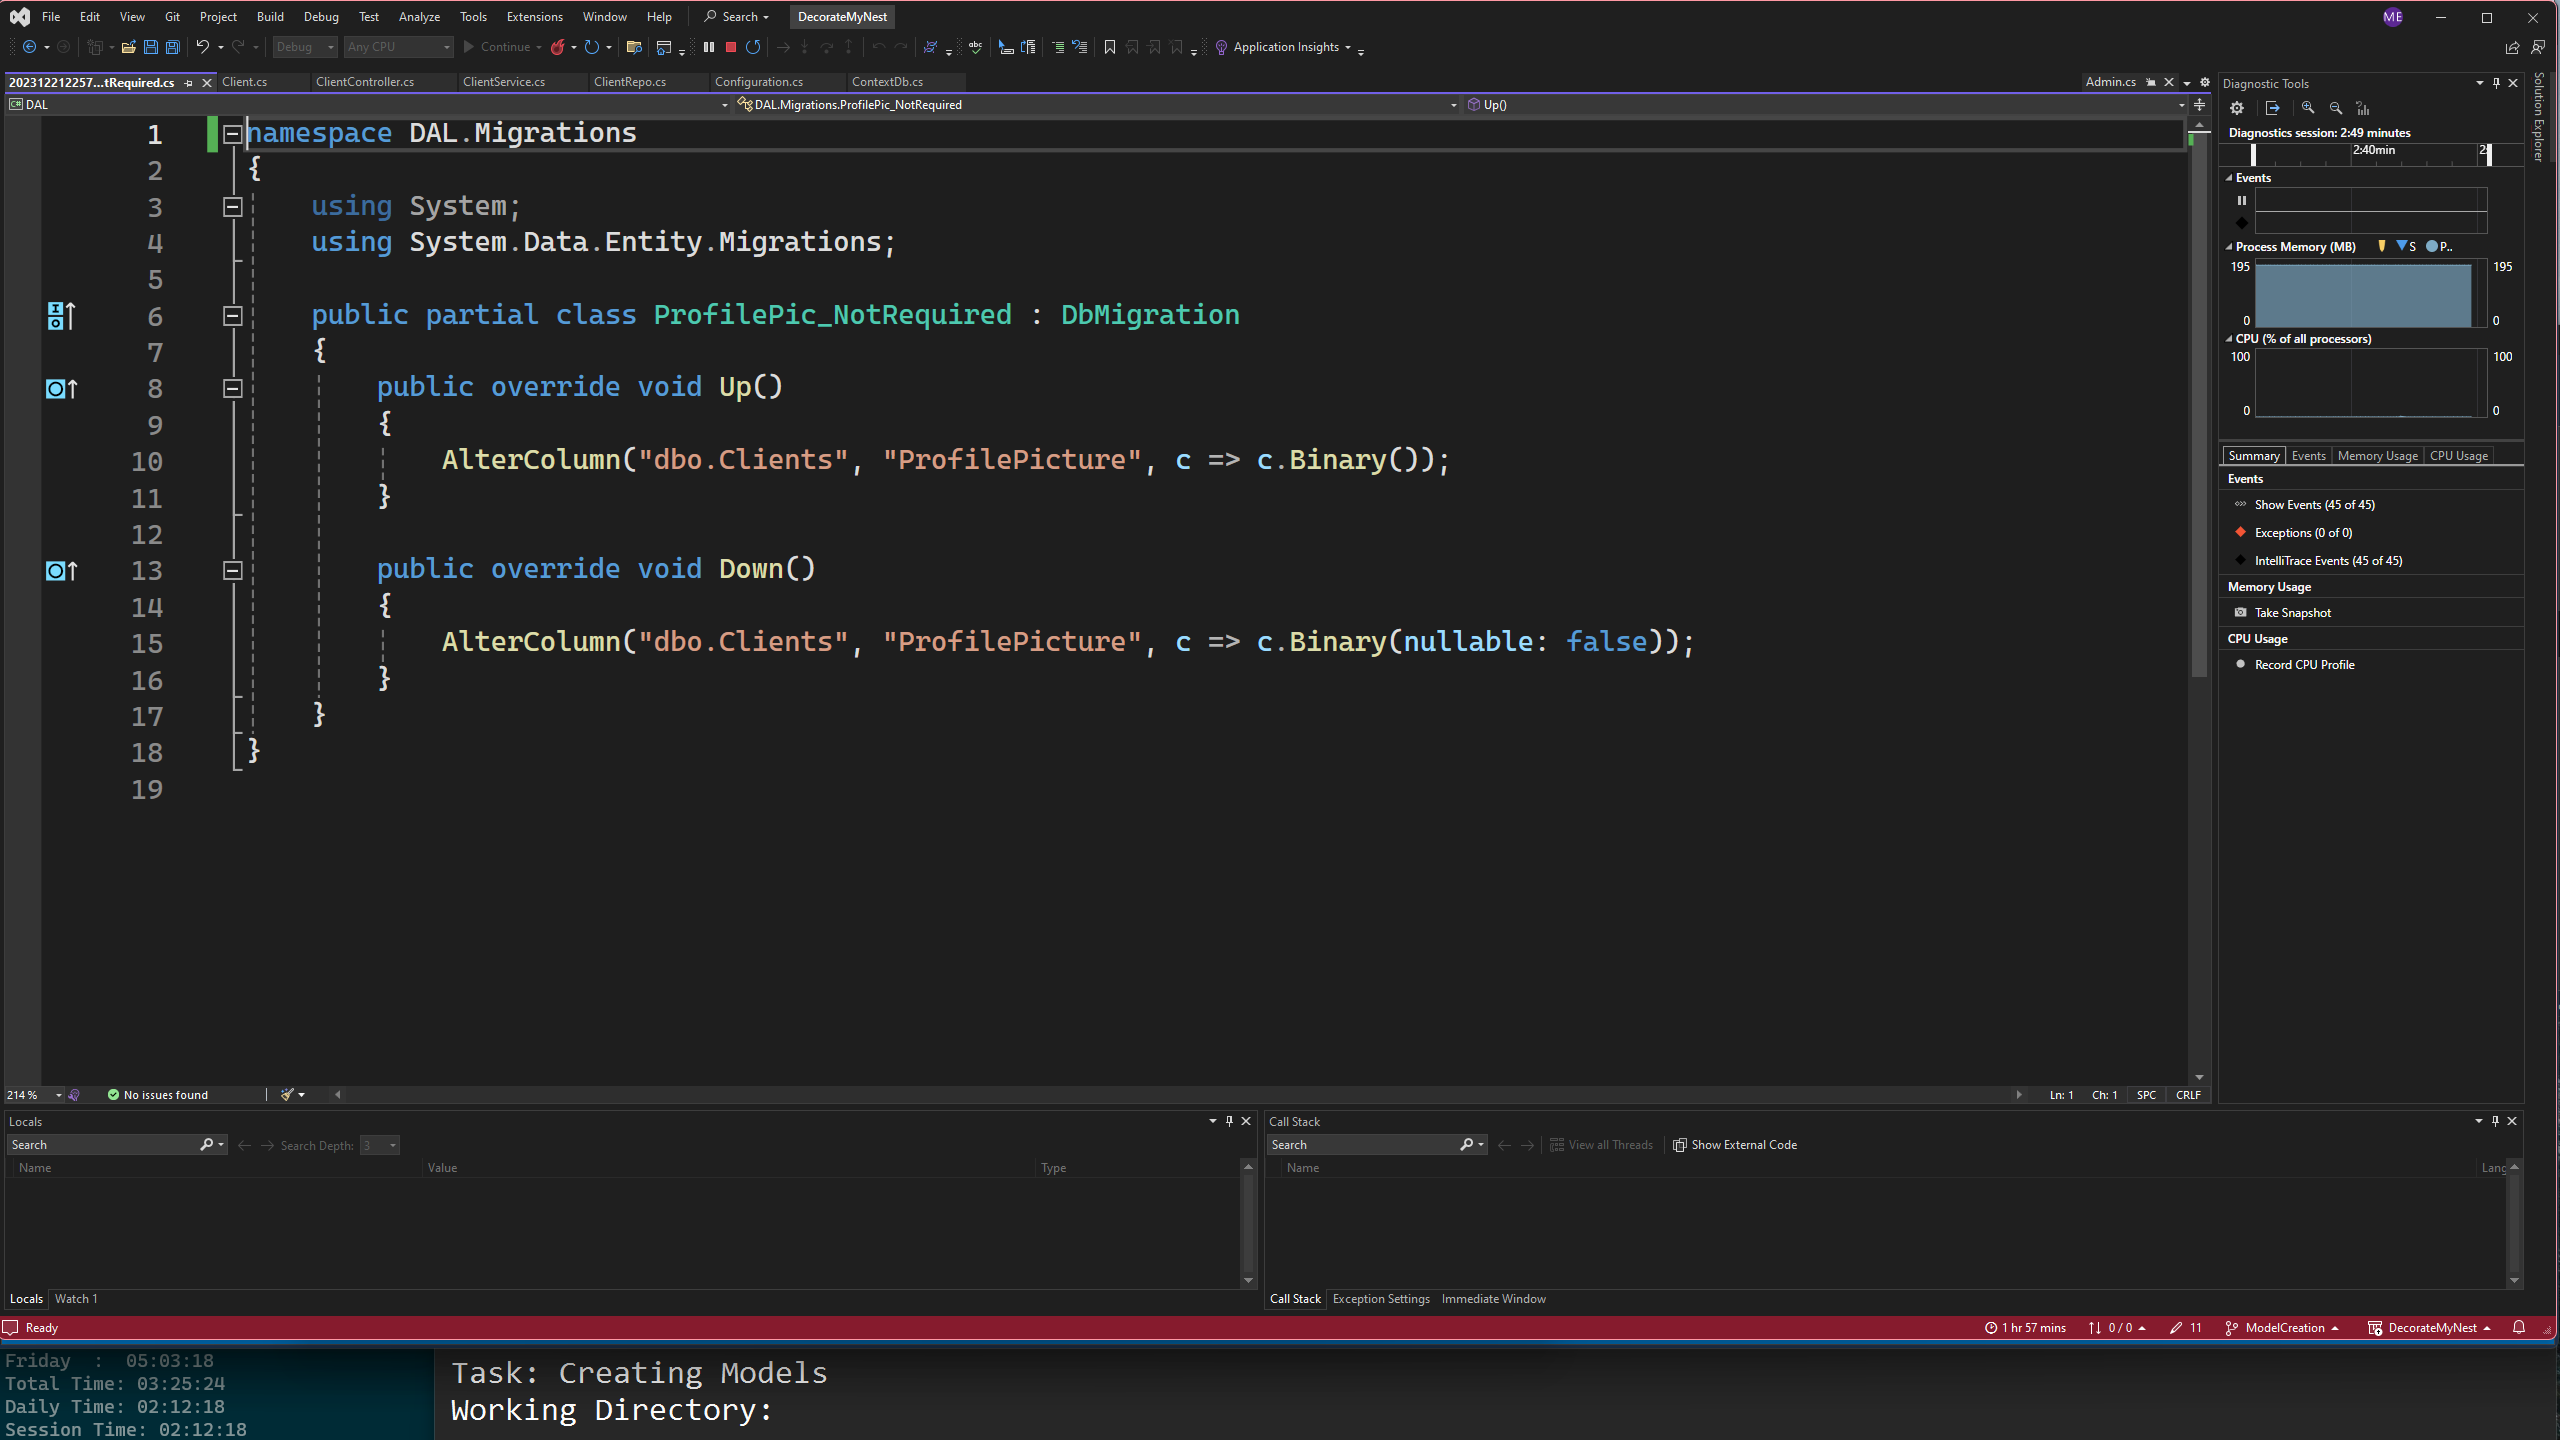 File Edit View Git Project Build Debug Test Analyze Tools Extensions Window Help Search DecorateMyNest ME
Debug Any CPU Continue Application Insights
202312212257...tRequired.cs Client.cs ClientController.cs ClientService.cs ClientRepo.cs Configuration.cs ContextDb.cs Admin.cs
DAL DAL.Migrations.ProfilePic_NotRequired Up()
1 namespace DAL.Migrations
2 {
3 using System;
4 using System.Data.Entity.Migrations;
5
6 public partial class ProfilePic_NotRequired : DbMigration
7 {
8 public override void Up()
9 {
10 AlterColumn("dbo.Clients", "ProfilePicture", c => c.Binary());
11 }
12
13 public override void Down()
14 {
15 AlterColumn("dbo.Clients", "ProfilePicture", c => c.Binary(nullable: false));
16 }
17 }
18 }
19
214 % No issues found Ln: 1 Ch: 1 SPC CRLF
Diagnostic Tools
Diagnostics session: 2:49 minutes
2:40min
Events
Process Memory (MB) S P..
195 195
0 0
CPU (% of all processors)
100 100
0 0
Summary Events Memory Usage CPU Usage
Events
Show Events (45 of 45)
Exceptions (0 of 0)
IntelliTrace Events (45 of 45)
Memory Usage
Take Snapshot
CPU Usage
Record CPU Profile
Solution Explorer
Locals
Search Search Depth: 3
Name Value Type
Locals Watch 1
Call Stack
Search View all Threads Show External Code
Name Lang
Call Stack Exception Settings Immediate Window
Ready 1 hr 57 mins 0 / 0 11 ModelCreation DecorateMyNest
Friday : 05:03:18
Total Time: 03:25:24
Daily Time: 02:12:18
Session Time: 02:12:18
Task: Creating Models
Working Directory: